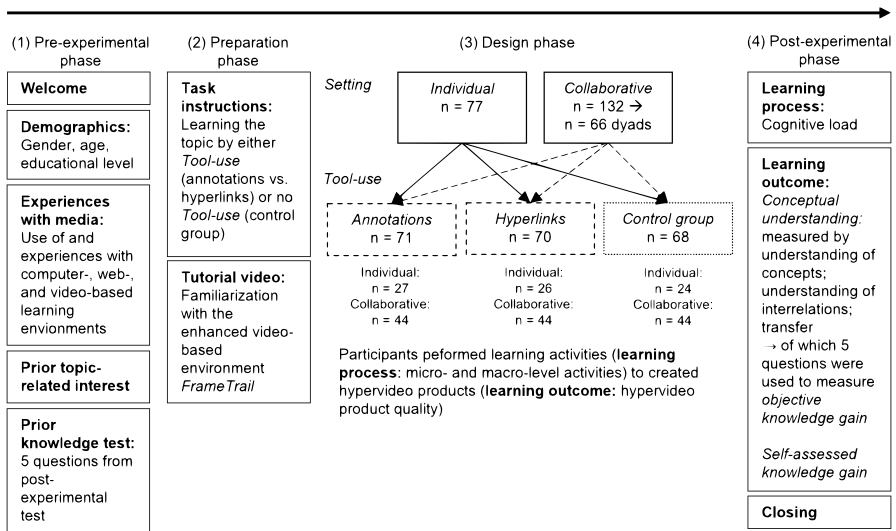 (1) Pre-experimental
phase
Welcome
Demographics:
Gender, age,
educational level
Experiences
with media:
Use of and
experiences with
computer-, web-,
and video-based
learning
envionments
Prior topic-
related interest
Prior
knowledge test:
5 questions from
post-
experimental
test
(2) Preparation
phase
Task
instructions:
Learning the
topic by either
Tool-use
(annotations vs.
hyperlinks) or no
Tool-use (control
group)
Tutorial video:
Familiarization
with the
enhanced video-
based
environment
FrameTrail
(3) Design phase
Setting
Individual
n = 77
Collaborative
n = 132 →
n = 66 dyads
Tool-use
Annotations
n = 71
Hyperlinks
n = 70
Control group
n = 68
Individual:
n = 27
Collaborative:
n = 44
Individual:
n = 26
Collaborative:
n = 44
Individual:
n = 24
Collaborative:
n = 44
Participants peformed learning activities (learning
process: micro- and macro-level activities) to created
hypervideo products (learning outcome: hypervideo
product quality)
(4) Post-experimental
phase
Learning
process:
Cognitive load
Learning
outcome:
Conceptual
understanding:
measured by
understanding of
concepts;
understanding of
interrelations;
transfer
→ of which 5
questions were
used to measure
objective
knowledge gain
Self-assessed
knowledge gain
Closing